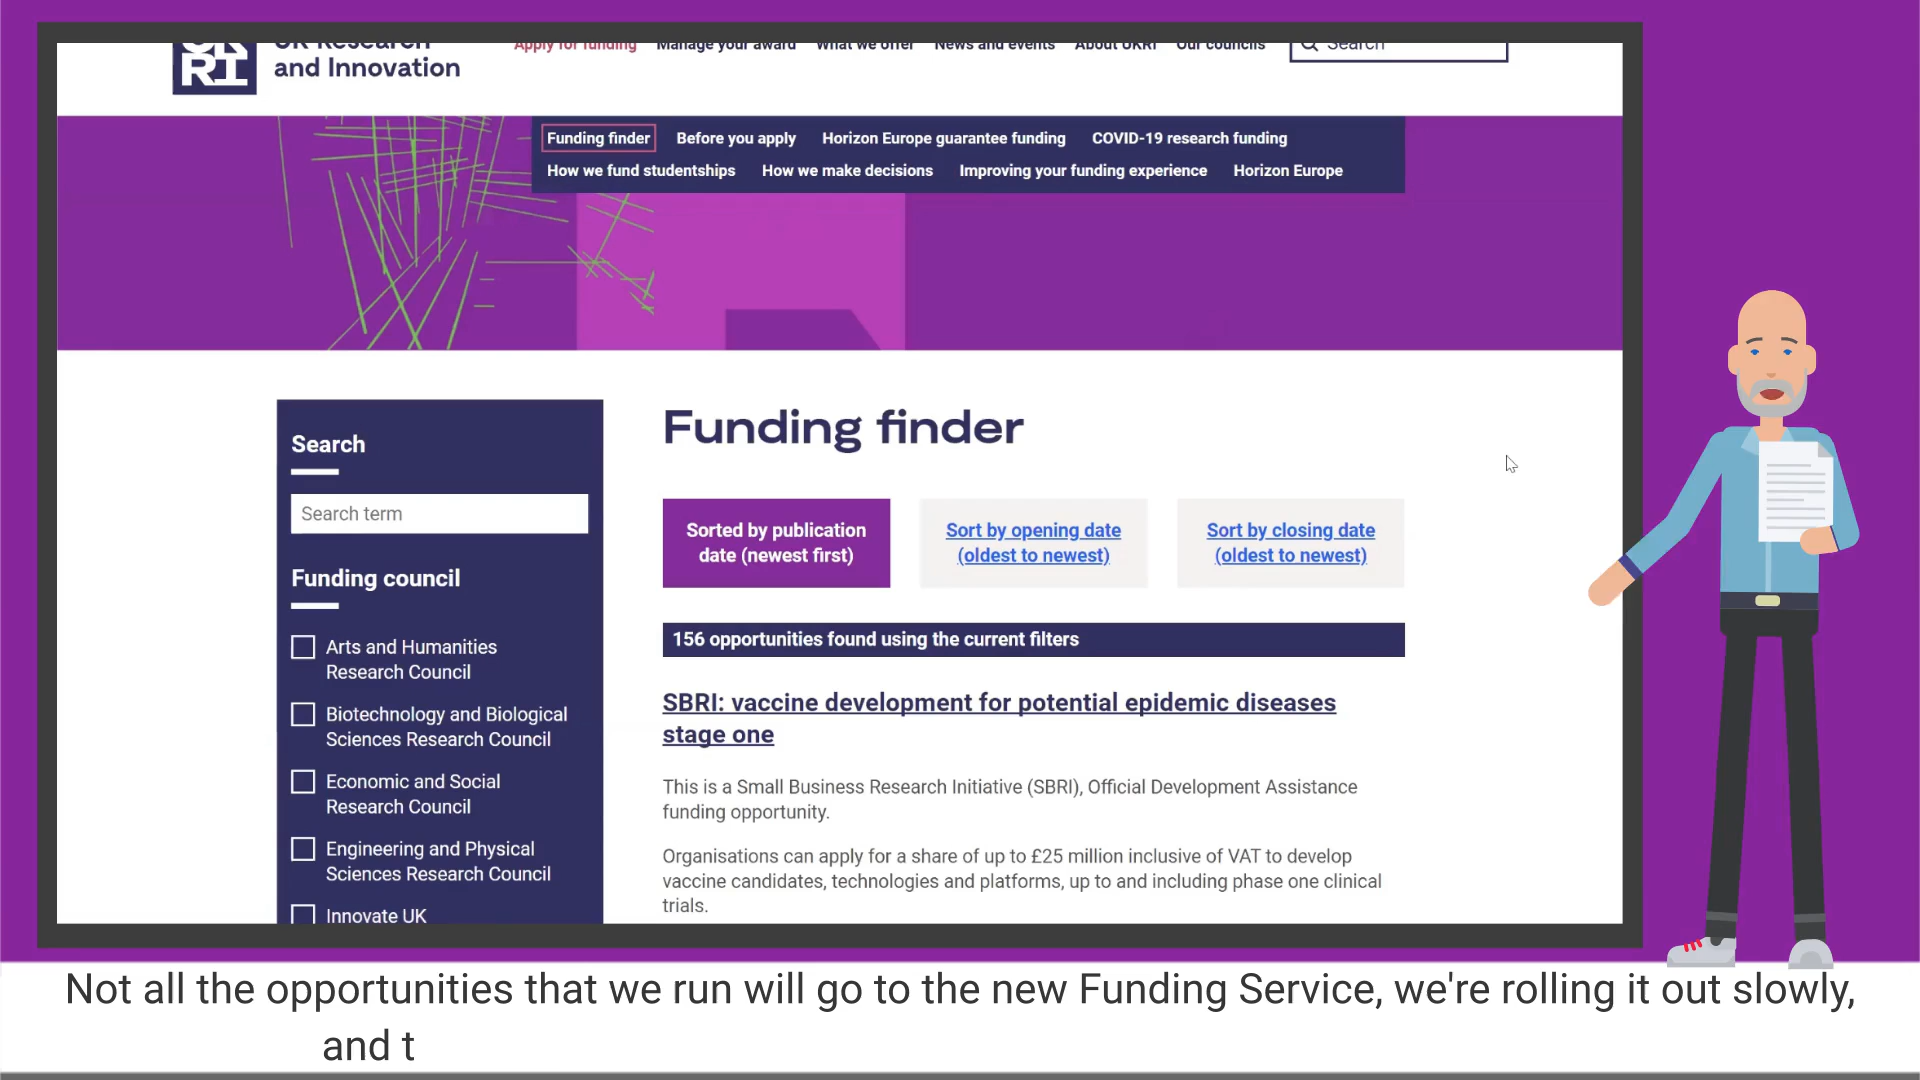 RI
UK Research
and Innovation
Apply for funding Manage your award What we offer News and events About UKRI Our councils Search
Funding finder Before you apply Horizon Europe guarantee funding COVID-19 research funding
How we fund studentships How we make decisions Improving your funding experience Horizon Europe
Search
Search term
Funding council
Arts and Humanities
Research Council
Biotechnology and Biological
Sciences Research Council
Economic and Social
Research Council
Engineering and Physical
Sciences Research Council
Innovate UK
Funding finder
Sorted by publication
date (newest first)
Sort by opening date
(oldest to newest)
Sort by closing date
(oldest to newest)
156 opportunities found using the current filters
SBRI: vaccine development for potential epidemic diseases
stage one
This is a Small Business Research Initiative (SBRI), Official Development Assistance
funding opportunity.
Organisations can apply for a share of up to £25 million inclusive of VAT to develop
vaccine candidates, technologies and platforms, up to and including phase one clinical
trials.
Not all the opportunities that we run will go to the new Funding Service, we're rolling it out slowly,
and t